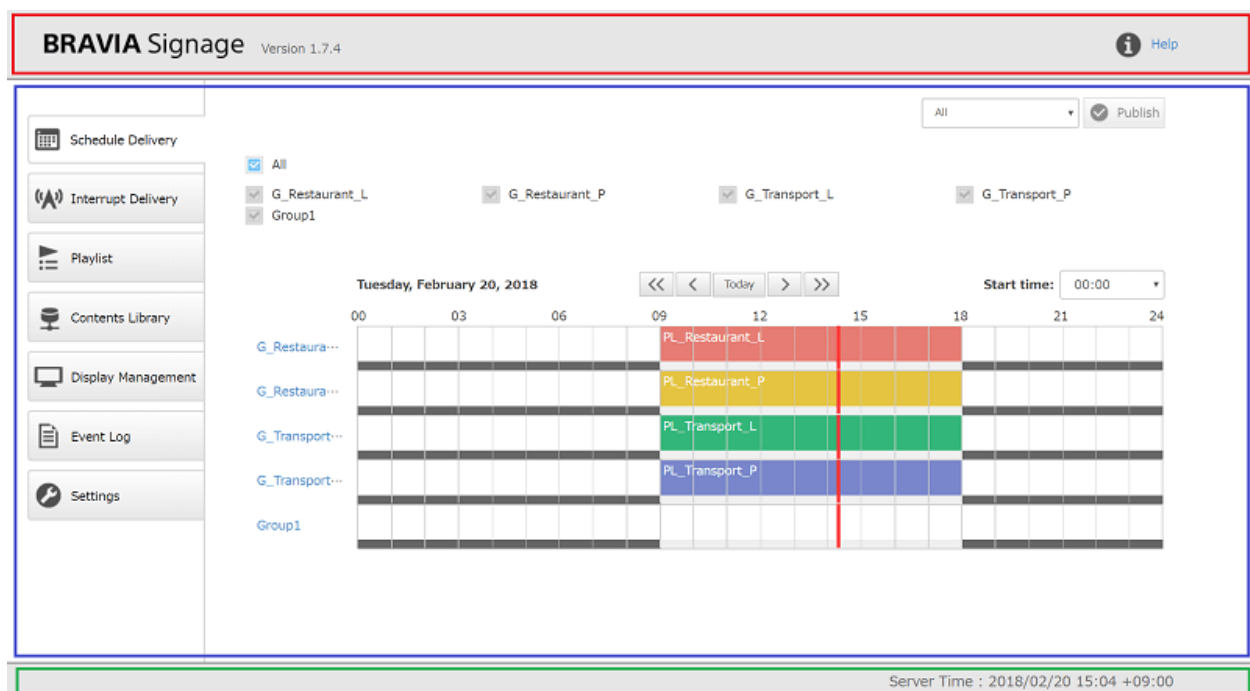 BRAVIA Signage Version 1.7.4
Help
All
Publish
Schedule Delivery
Interrupt Delivery
Playlist
Contents Library
Display Management
Event Log
Settings
All
G_Restaurant_L
G_Restaurant_P
G_Transport_L
G_Transport_P
Group1
Tuesday, February 20, 2018
Today
Start time: 00:00
00 03 06 09 12 15 18 21 24
G_Restaura… PL_Restaurant_L
G_Restaura… PL_Restaurant_P
G_Transport… PL_Transport_L
G_Transport… PL_Transport_P
Group1
Server Time : 2018/02/20 15:04 +09:00